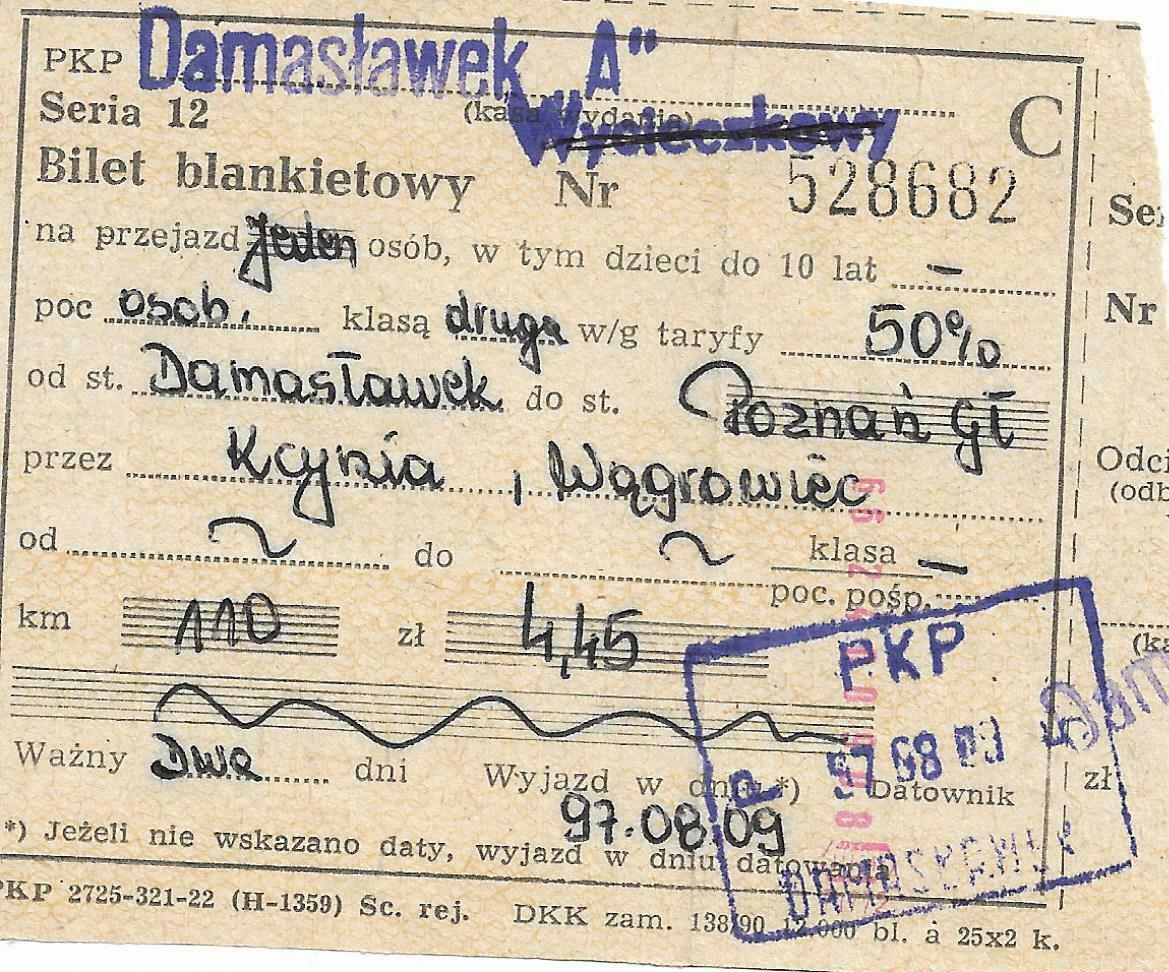 PKP Damasławek „A"
Seria 12 (kasa wydania) Wycieczkowy C
Bilet blankietowy Nr 528682
na przejazd jeden osób, w tym dzieci do 10 lat —
poc osob. klasą druga w/g taryfy 50%
od st. Damasławek do st. Poznań Gł
przez Kcynia, Wągrowiec
od ~ do ~ klasa —
poc. pośp.
km 110 zł 4,45
PKP
97 08 09
Ważny Dwa dni Wyjazd w dniu *) Datownik
97.08.09
*) Jeżeli nie wskazano daty, wyjazd w dniu datowania
DAMASŁAWEK
PKP 2725-321-22 (H-1359) Sc. rej. DKK zam. 138/90 12.000 bl. à 25x2 k.
Nr
zł